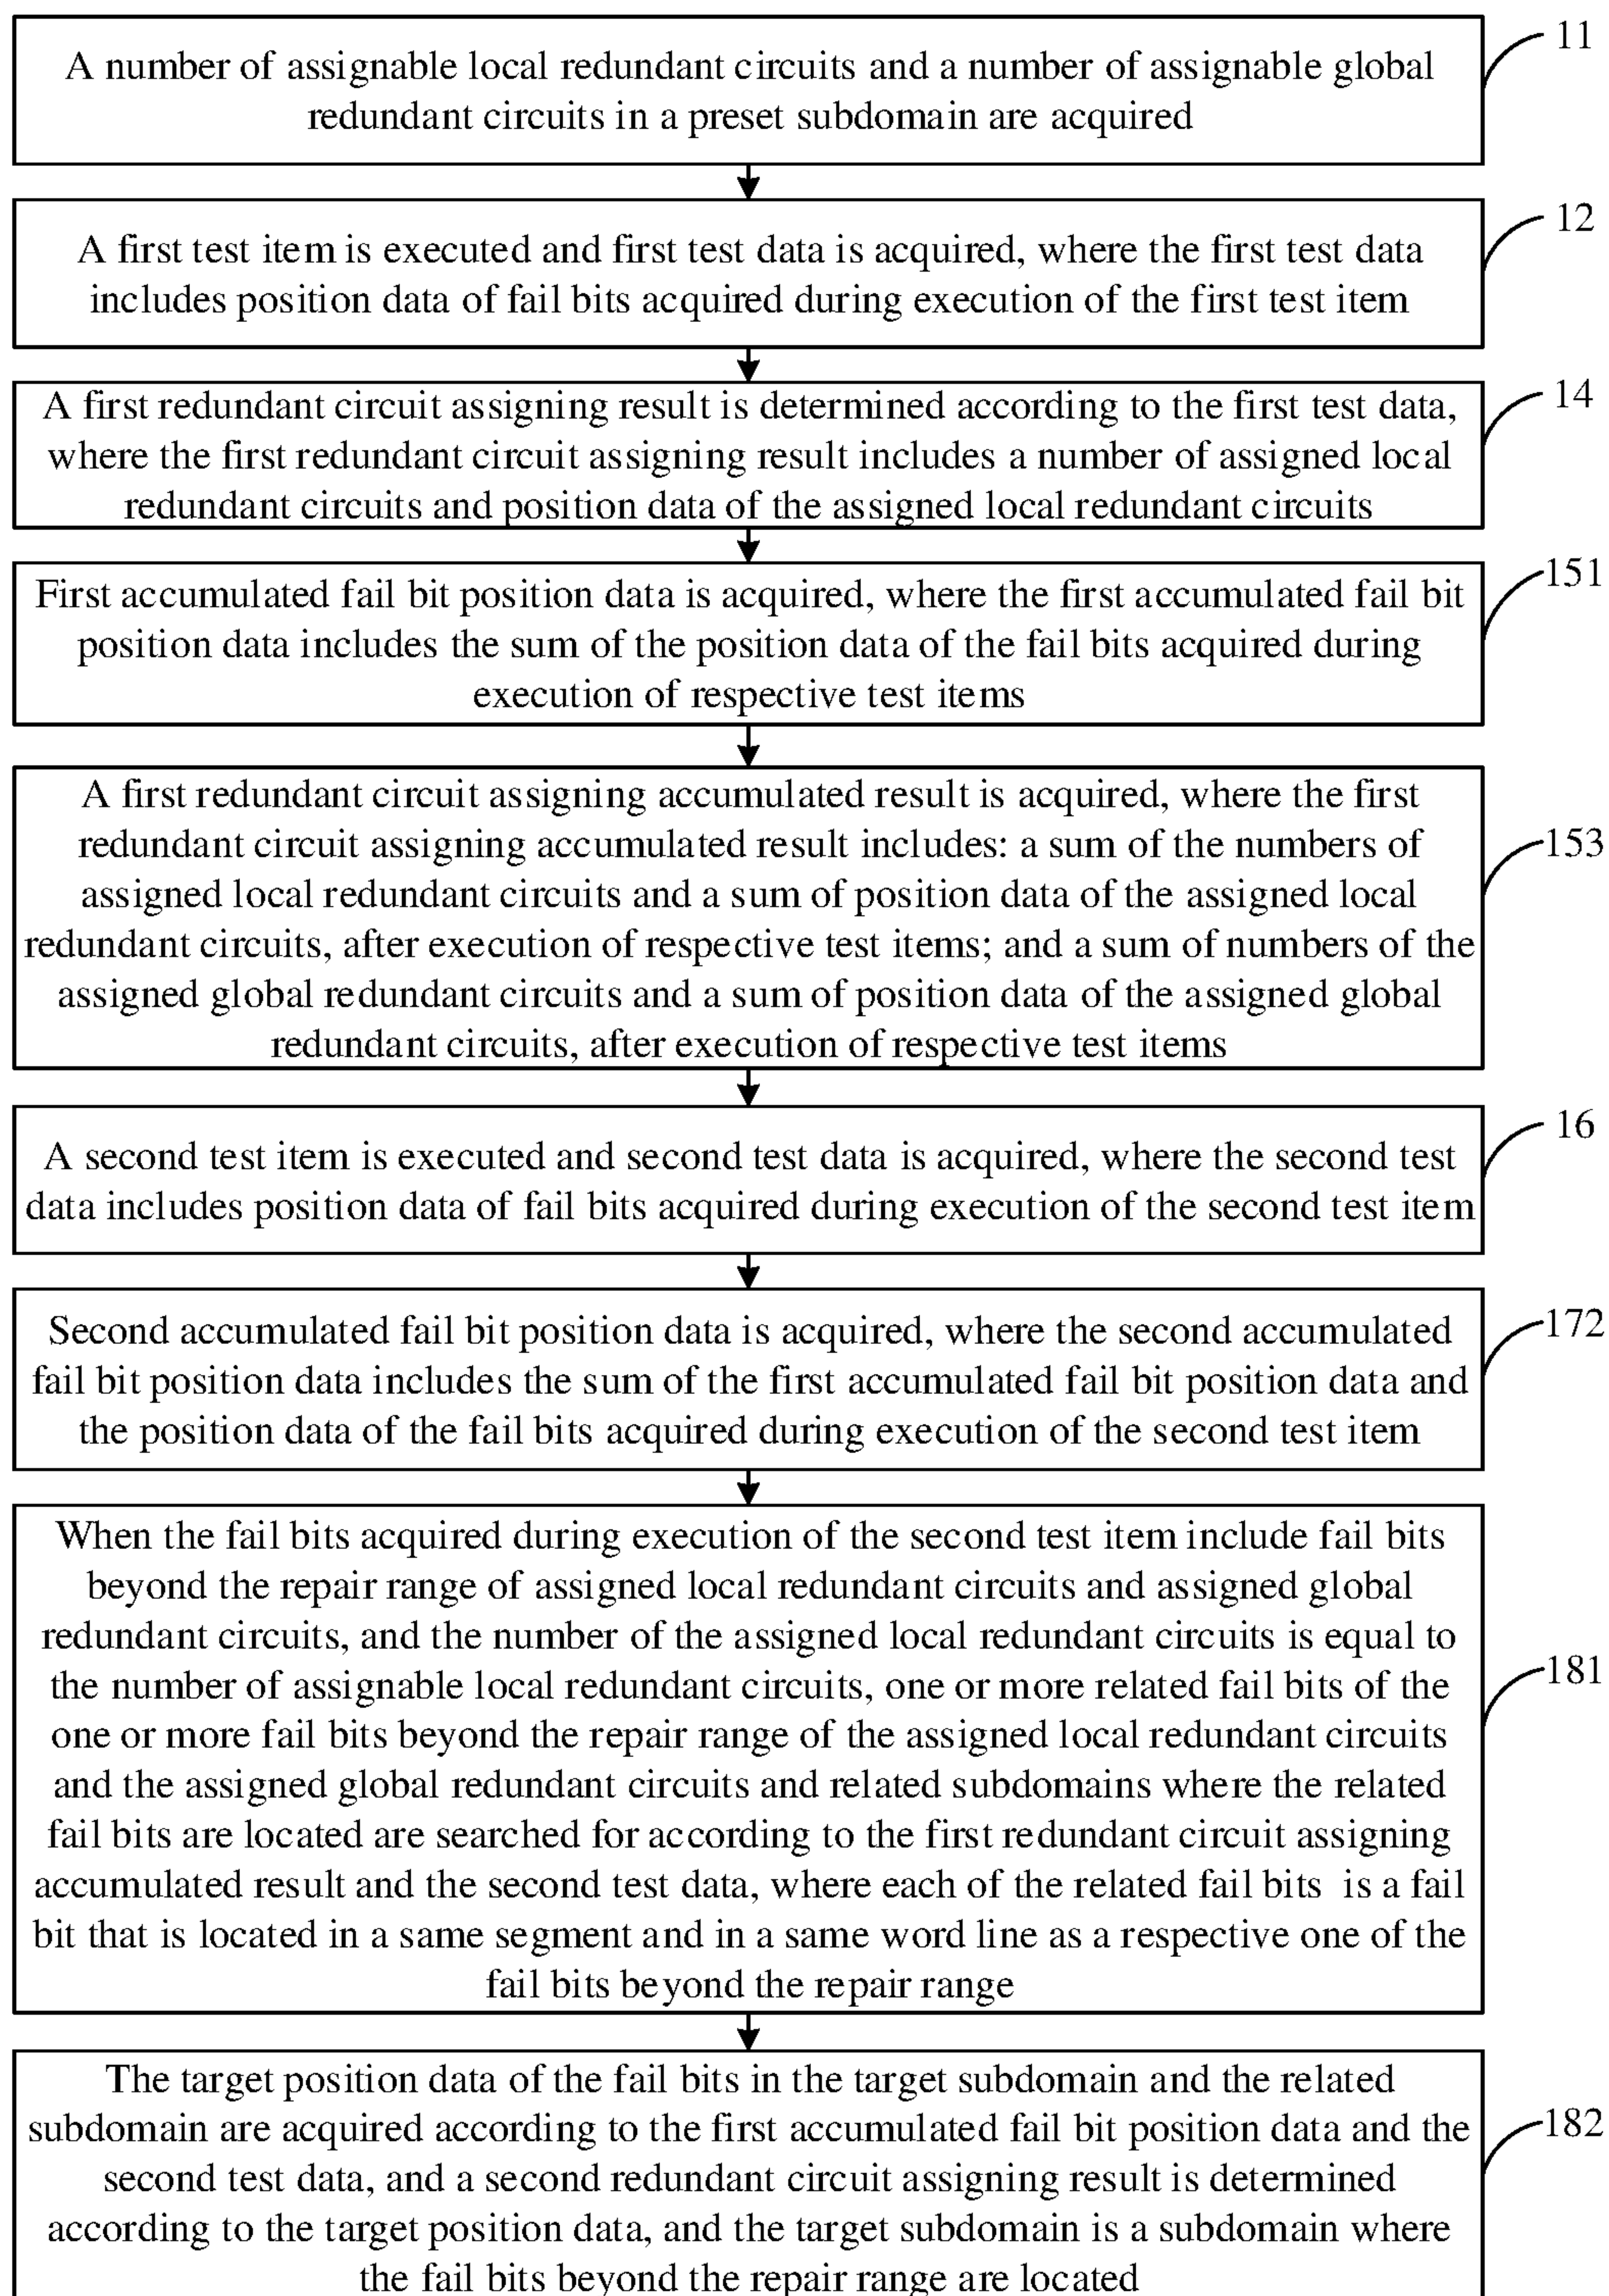 A number of assignable local redundant circuits and a number of assignable global
redundant circuits in a preset subdomain are acquired
11
A first test item is executed and first test data is acquired, where the first test data
includes position data of fail bits acquired during execution of the first test item
12
A first redundant circuit assigning result is determined according to the first test data,
where the first redundant circuit assigning result includes a number of assigned local
redundant circuits and position data of the assigned local redundant circuits
14
First accumulated fail bit position data is acquired, where the first accumulated fail bit
position data includes the sum of the position data of the fail bits acquired during
execution of respective test items
151
A first redundant circuit assigning accumulated result is acquired, where the first
redundant circuit assigning accumulated result includes: a sum of the numbers of
assigned local redundant circuits and a sum of position data of the assigned local
redundant circuits, after execution of respective test items; and a sum of numbers of the
assigned global redundant circuits and a sum of position data of the assigned global
redundant circuits, after execution of respective test items
153
A second test item is executed and second test data is acquired, where the second test
data includes position data of fail bits acquired during execution of the second test item
16
Second accumulated fail bit position data is acquired, where the second accumulated
fail bit position data includes the sum of the first accumulated fail bit position data and
the position data of the fail bits acquired during execution of the second test item
172
When the fail bits acquired during execution of the second test item include fail bits
beyond the repair range of assigned local redundant circuits and assigned global
redundant circuits, and the number of the assigned local redundant circuits is equal to
the number of assignable local redundant circuits, one or more related fail bits of the
one or more fail bits beyond the repair range of the assigned local redundant circuits
and the assigned global redundant circuits and related subdomains where the related
fail bits are located are searched for according to the first redundant circuit assigning
accumulated result and the second test data, where each of the related fail bits is a fail
bit that is located in a same segment and in a same word line as a respective one of the
fail bits beyond the repair range
181
The target position data of the fail bits in the target subdomain and the related
subdomain are acquired according to the first accumulated fail bit position data and the
second test data, and a second redundant circuit assigning result is determined
according to the target position data, and the target subdomain is a subdomain where
the fail bits beyond the repair range are located
182